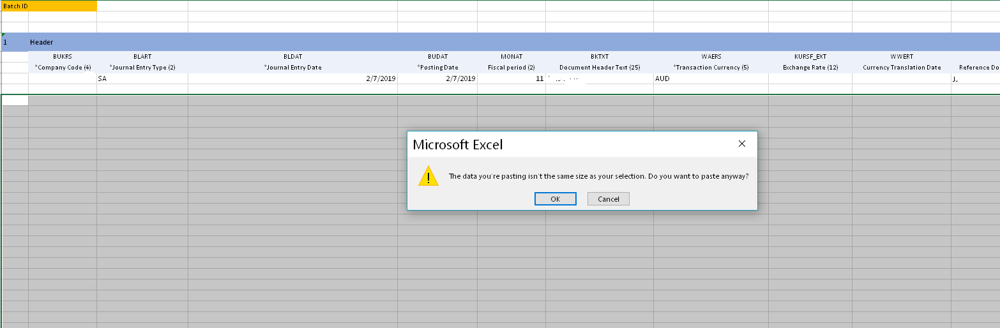 Batch ID
1 Header
BUKRS BLART BLDAT BUDAT MONAT BKTXT WAERS KURSF_EXT WWERT
*Company Code (4) *Journal Entry Type (2) *Journal Entry Date *Posting Date Fiscal period (2) Document Header Text (25) *Transaction Currency (5) Exchange Rate (12) Currency Translation Date Reference Do
SA 2/7/2019 2/7/2019 11 AUD
Microsoft Excel
The data you're pasting isn't the same size as your selection. Do you want to paste anyway?
OK Cancel